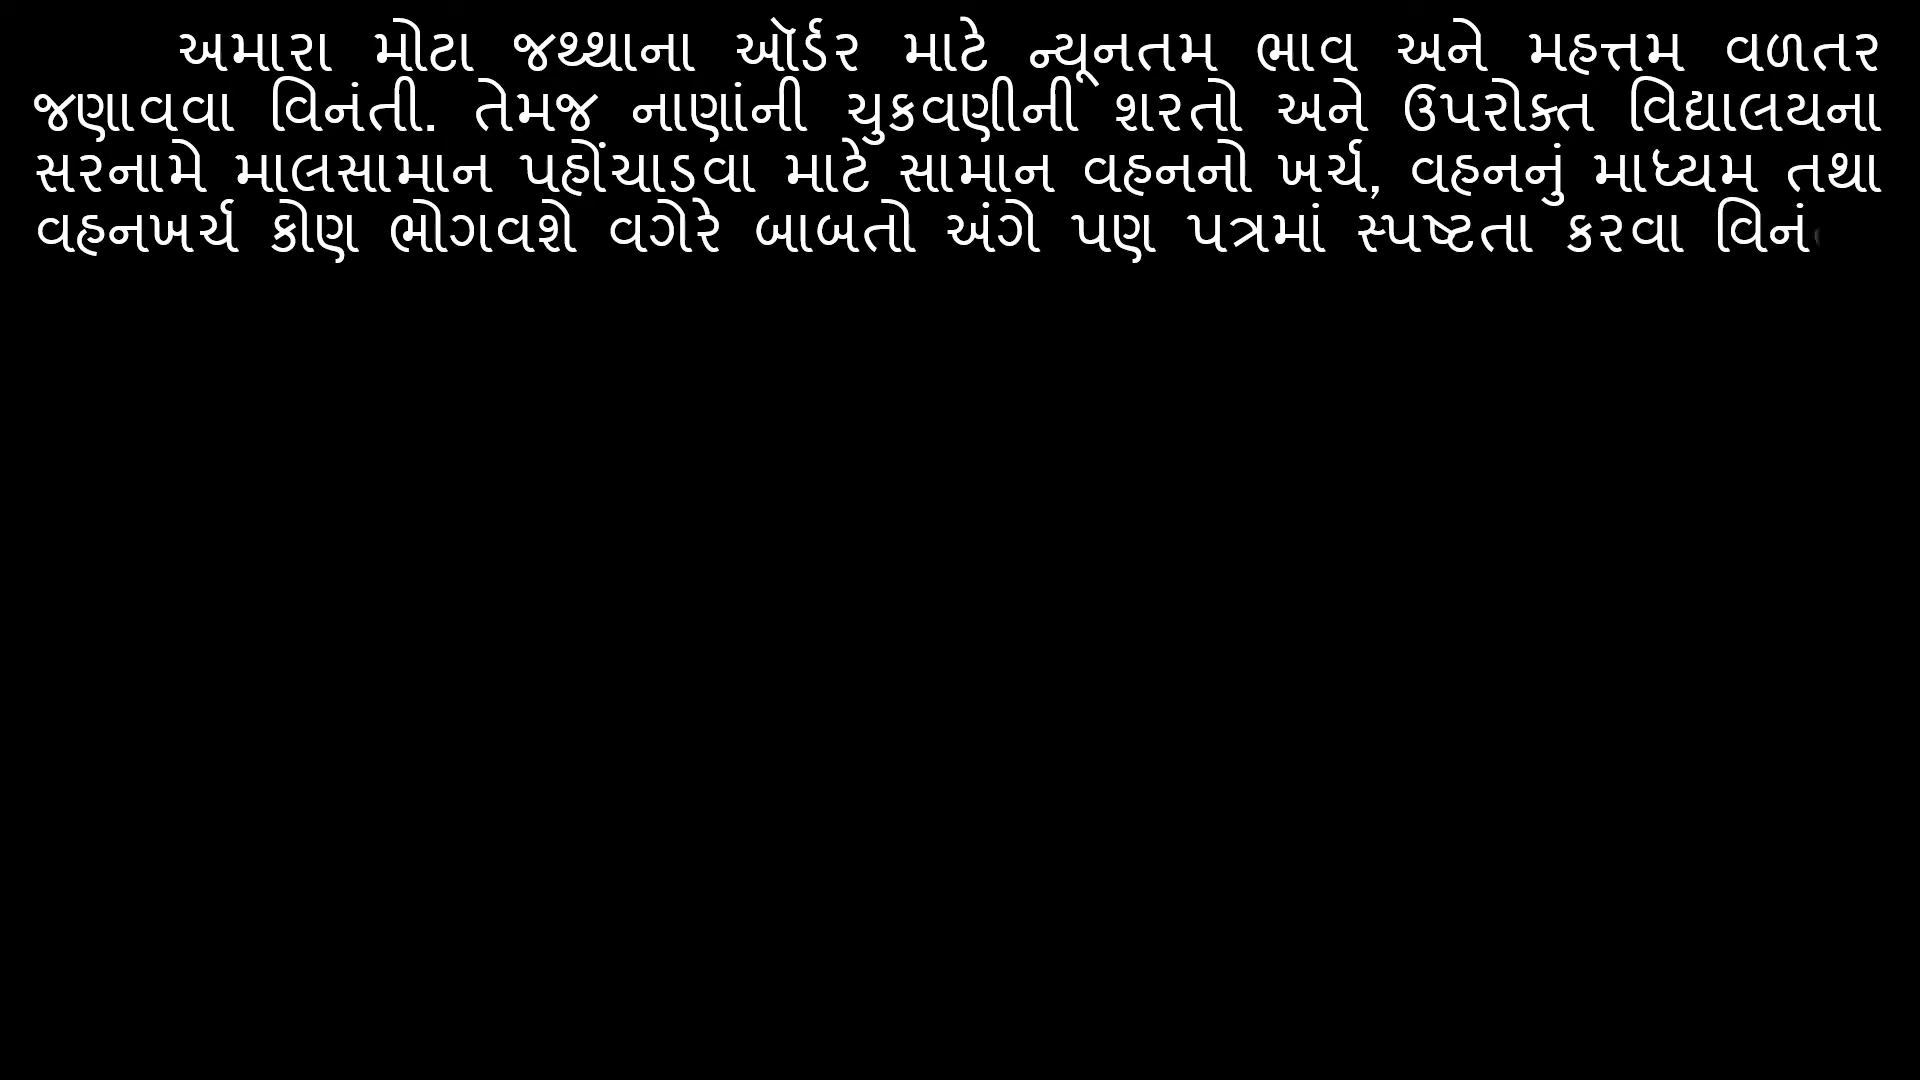 અમારા મોટા જથ્થાના ઑર્ડર માટે ન્યૂનતમ ભાવ અને મહત્તમ વળતર
જણાવવા વિનંતી. તેમજ નાણાંની ચુકવણીની શરતો અને ઉપરોક્ત વિદ્યાલયના
સરનામે માલસામાન પહોંચાડવા માટે સામાન વહનનો ખર્ચ, વહનનું માધ્યમ તથા
વહનખર્ચ કોણ ભોગવશે વગેરે બાબતો અંગે પણ પત્રમાં સ્પષ્ટતા કરવા વિનં